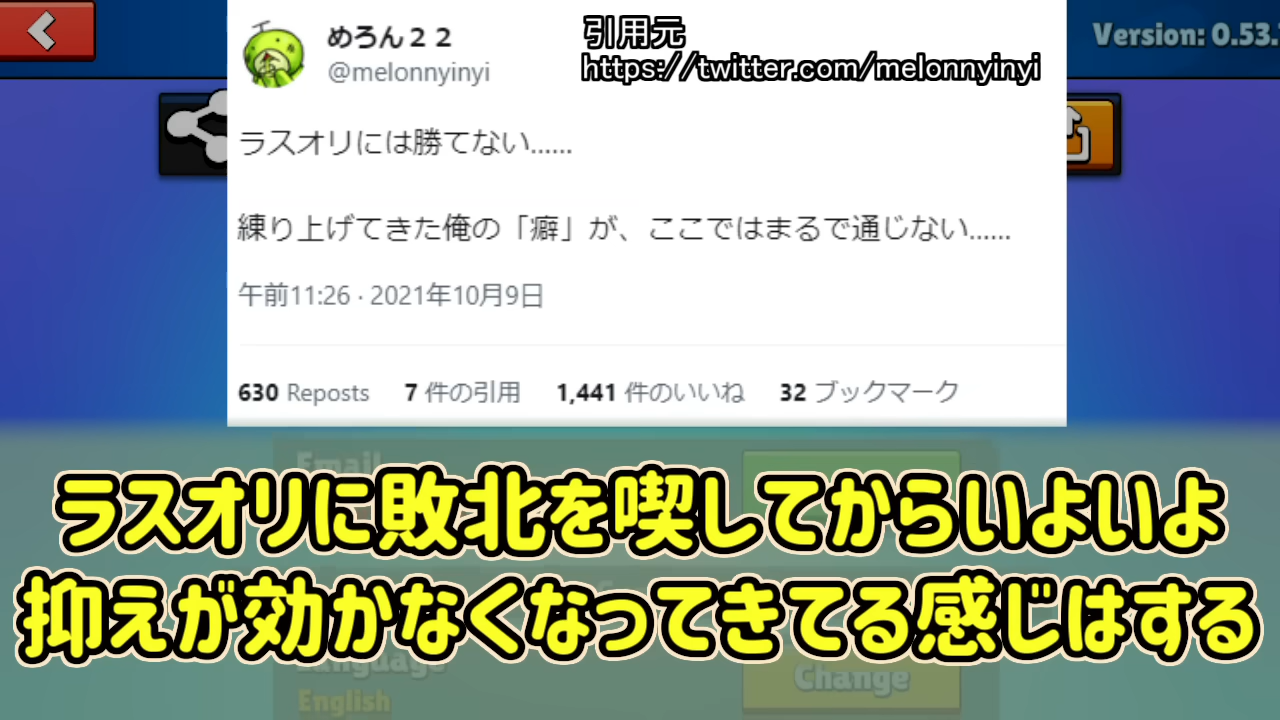 めろん２２
@melonnyinyi
引用元
https://twitter.com/melonnyinyi
Version: 0.53.
ラスオリには勝てない......
練り上げてきた俺の「癖」が、ここではまるで通じない......
午前11:26 · 2021年10月9日
630 Reposts 7 件の引用 1,441 件のいいね 32 ブックマーク
Email
ラスオリに敗北を喫してからいよいよ
抑えが効かなくなってきてる感じはする
Language
Change
English